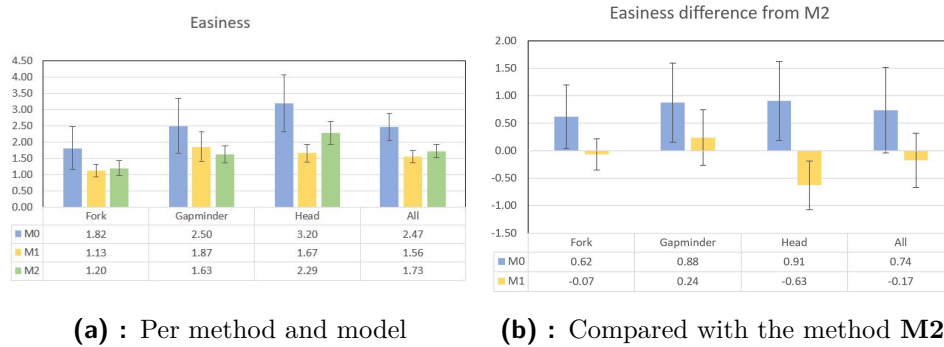 Easiness
4.50
4.00
3.50
3.00
2.50
2.00
1.50
1.00
0.50
0.00
Fork Gapminder Head All
M0 1.82 2.50 3.20 2.47
M1 1.13 1.87 1.67 1.56
M2 1.20 1.63 2.29 1.73
(a) : Per method and model
Easiness difference from M2
2.00
1.50
1.00
0.50
0.00
-0.50
-1.00
-1.50
Fork Gapminder Head All
M0 0.62 0.88 0.91 0.74
M1 -0.07 0.24 -0.63 -0.17
(b) : Compared with the method M2